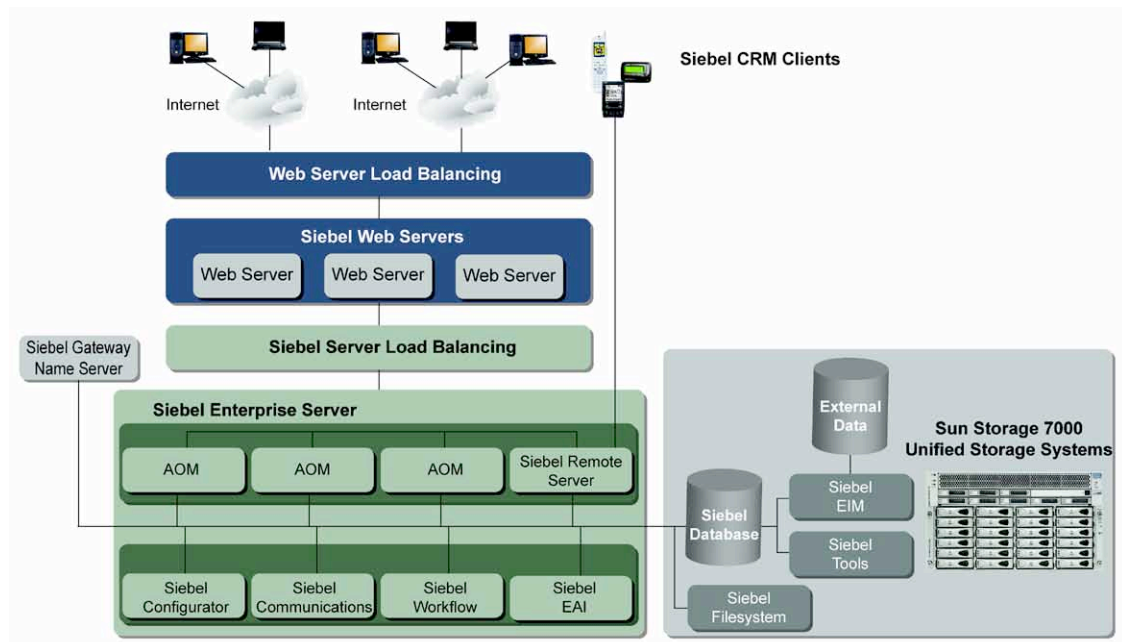 Siebel CRM Clients
Internet
Internet
Web Server Load Balancing
Siebel Web Servers
Web Server
Web Server
Web Server
Siebel Server Load Balancing
Siebel Gateway
Name Server
Siebel Enterprise Server
AOM
AOM
AOM
Siebel Remote
Server
Siebel
Configurator
Siebel
Communications
Siebel
Workflow
Siebel
EAI
External
Data
Sun Storage 7000
Unified Storage Systems
Siebel
Database
Siebel
EIM
Siebel
Tools
Siebel
Filesystem